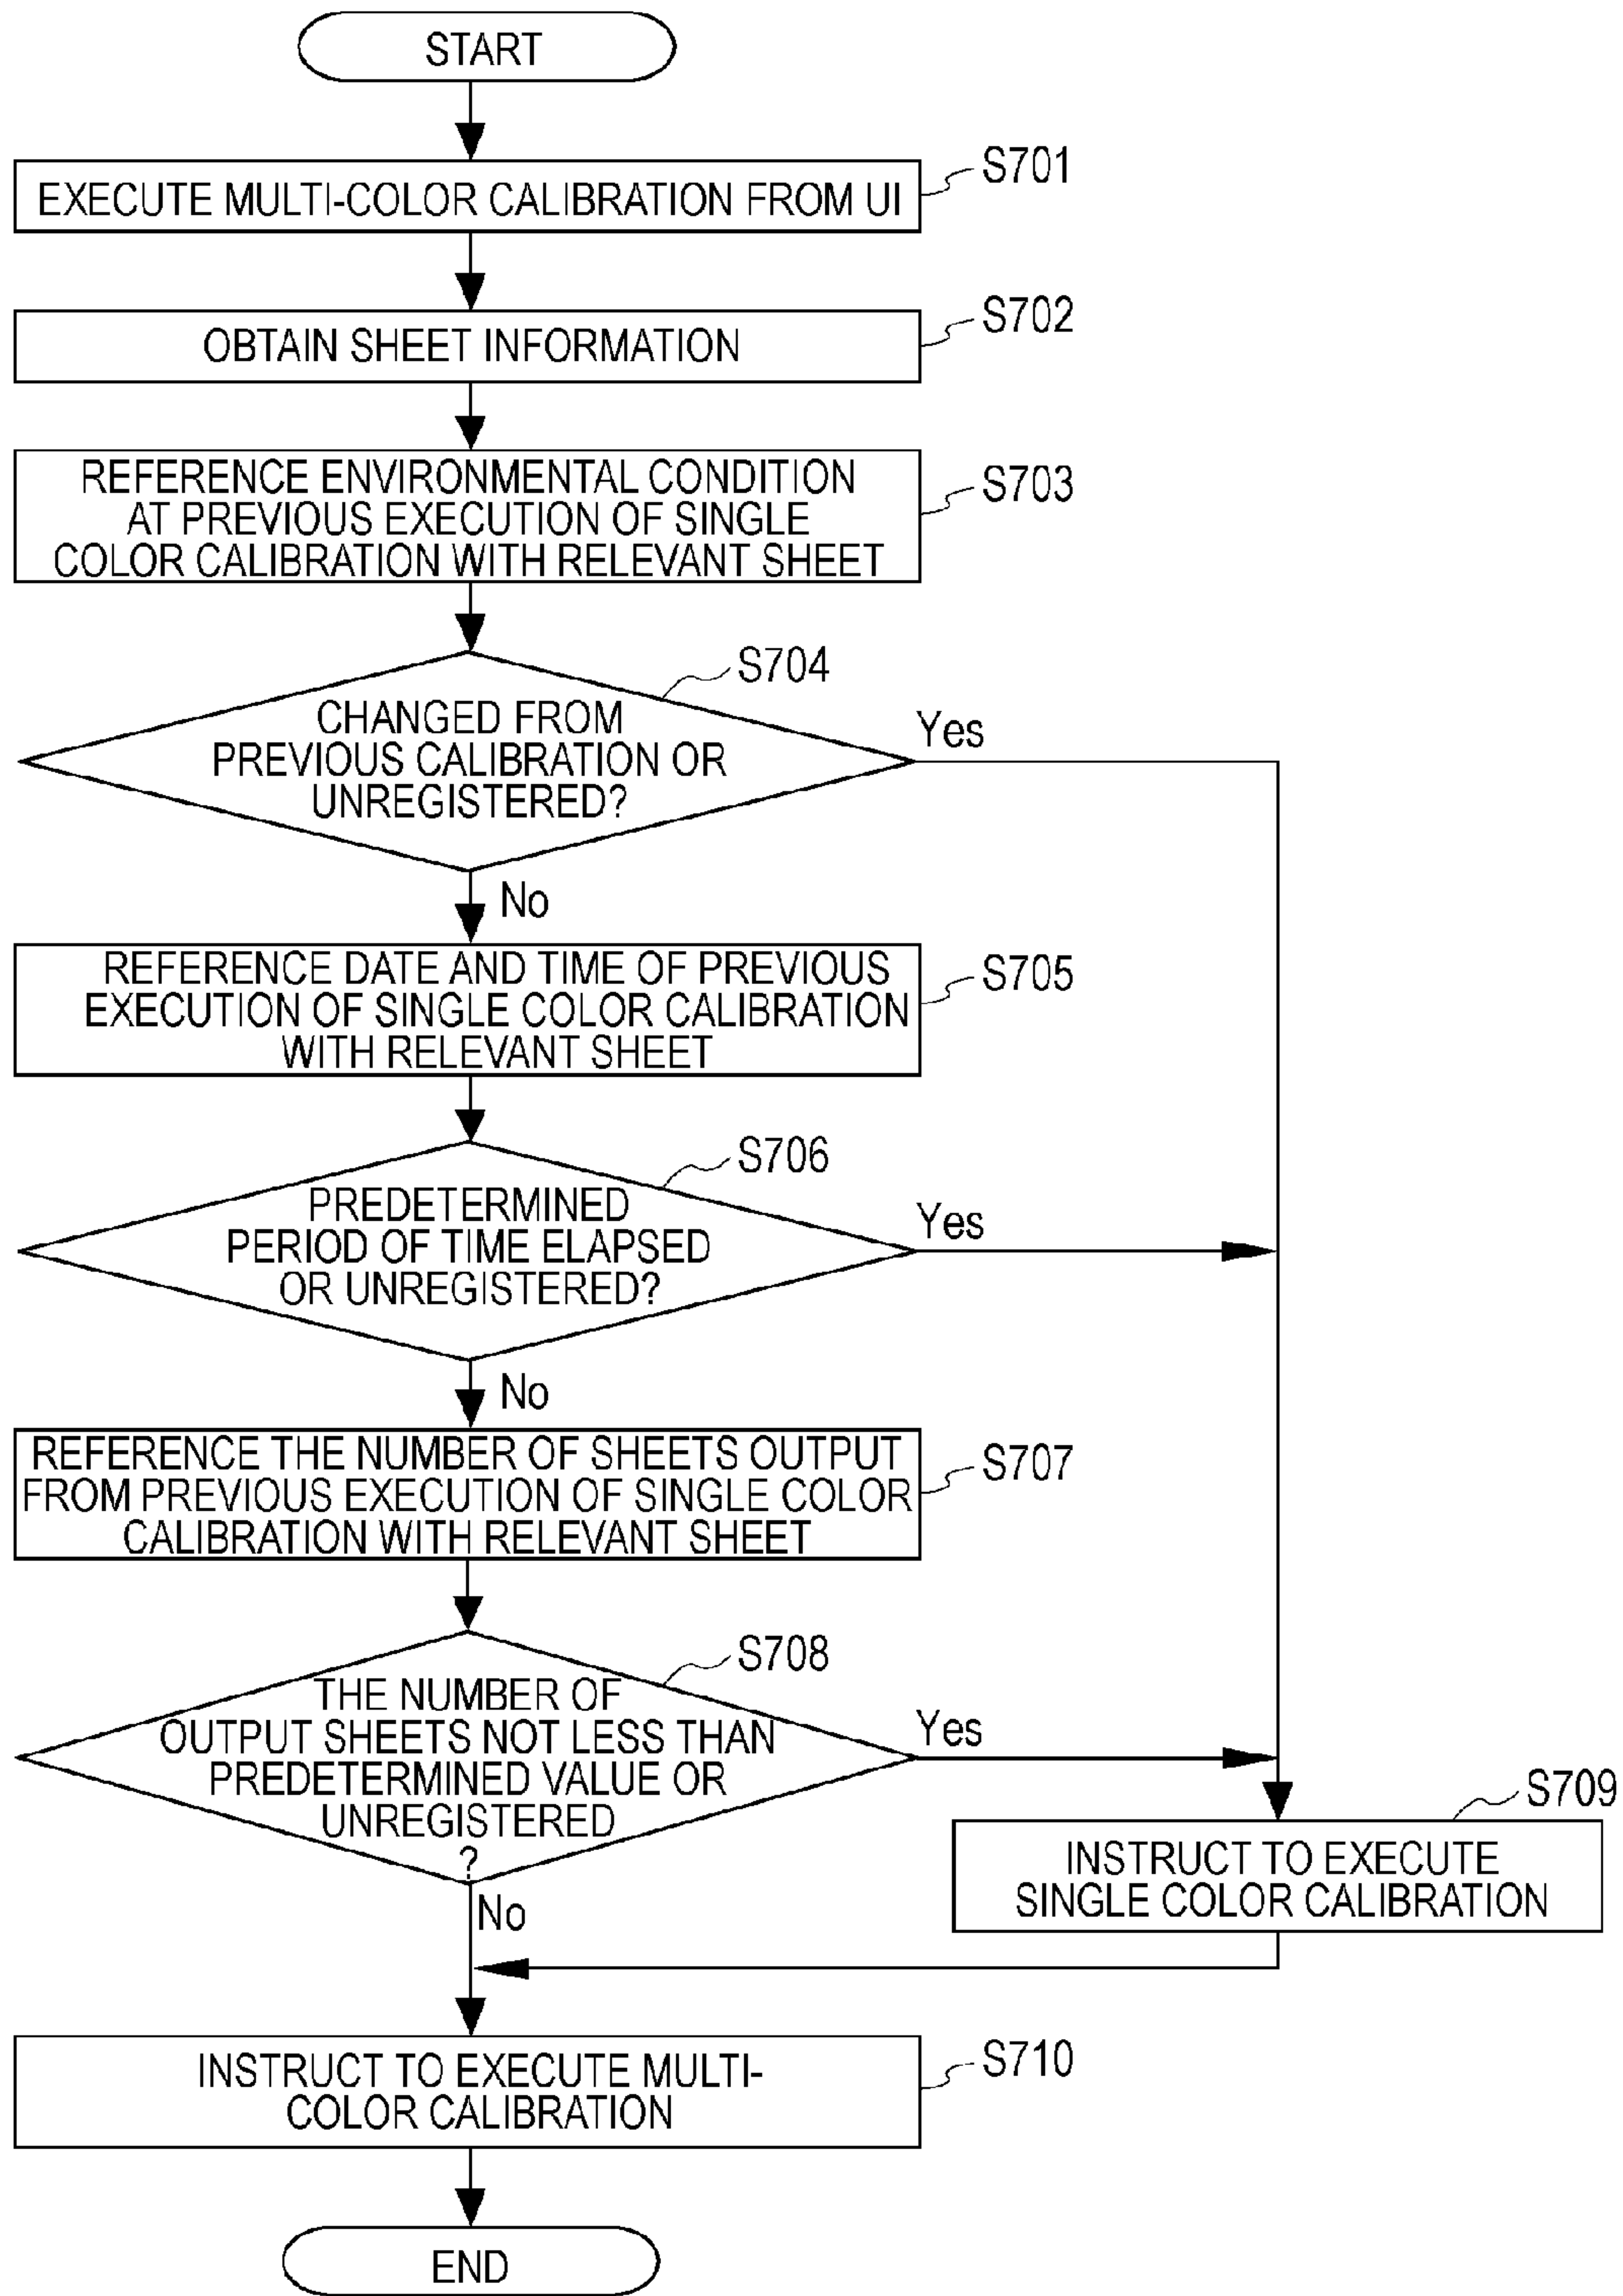 START
S701
EXECUTE MULTI-COLOR CALIBRATION FROM UI
S702
OBTAIN SHEET INFORMATION
S703
REFERENCE ENVIRONMENTAL CONDITION
AT PREVIOUS EXECUTION OF SINGLE
COLOR CALIBRATION WITH RELEVANT SHEET
S704
CHANGED FROM
PREVIOUS CALIBRATION OR
UNREGISTERED?
Yes
No
S705
REFERENCE DATE AND TIME OF PREVIOUS
EXECUTION OF SINGLE COLOR CALIBRATION
WITH RELEVANT SHEET
S706
PREDETERMINED
PERIOD OF TIME ELAPSED
OR UNREGISTERED?
Yes
No
S707
REFERENCE THE NUMBER OF SHEETS OUTPUT
FROM PREVIOUS EXECUTION OF SINGLE COLOR
CALIBRATION WITH RELEVANT SHEET
S708
THE NUMBER OF
OUTPUT SHEETS NOT LESS THAN
PREDETERMINED VALUE OR
UNREGISTERED
?
Yes
No
S709
INSTRUCT TO EXECUTE
SINGLE COLOR CALIBRATION
S710
INSTRUCT TO EXECUTE MULTI-
COLOR CALIBRATION
END